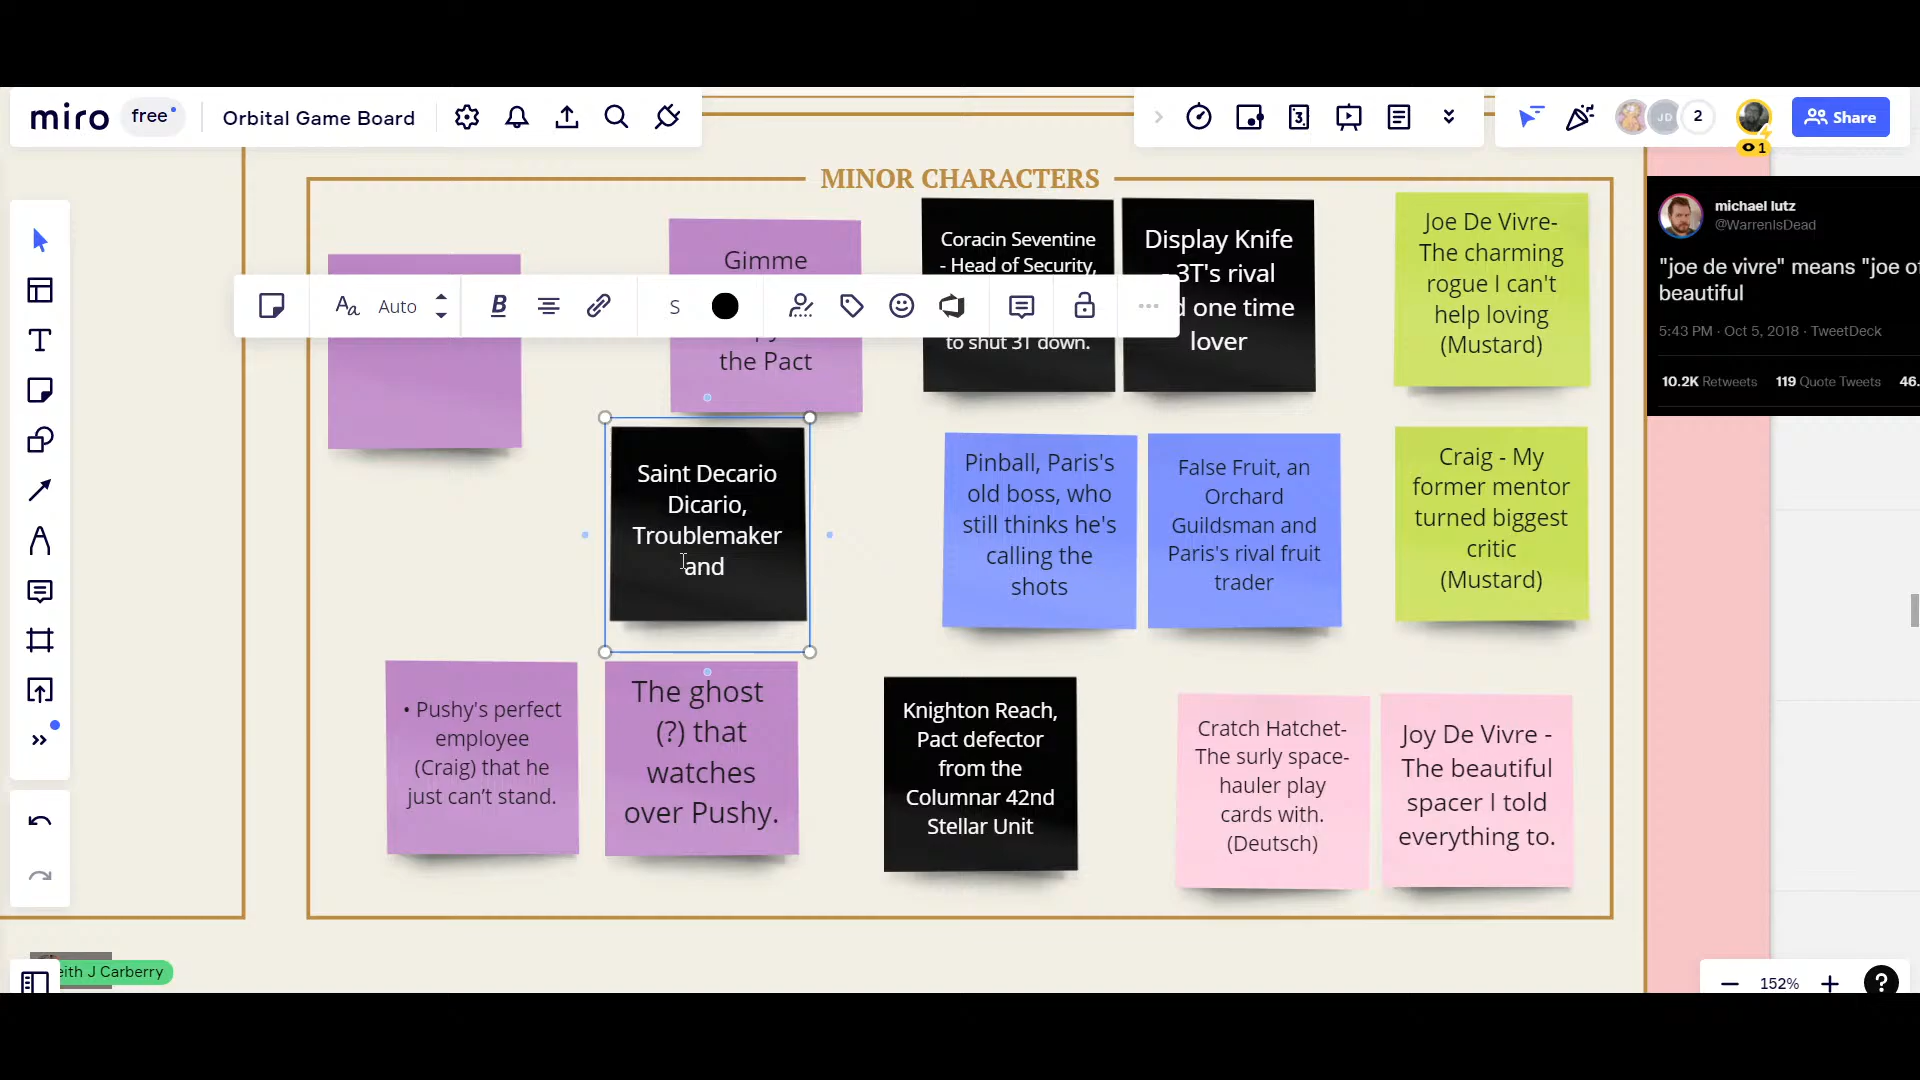 miro
free
Orbital Game Board
3
JD
2
Share
1
MINOR CHARACTERS
Gimme
the Pact
Coracin Seventine
- Head of Security,
to shut 3T down.
Display Knife
- 3T's rival
one time
lover
Joe De Vivre-
The charming
rogue I can't
help loving
(Mustard)
michael lutz
@WarrenIsDead
"joe de vivre" means "joe of
beautiful
5:43 PM · Oct 5, 2018 · TweetDeck
10.2K Retweets 119 Quote Tweets 46.
Aa Auto
B
S
Saint Decario
Dicario,
Troublemaker
and
Pinball, Paris's
old boss, who
still thinks he's
calling the
shots
False Fruit, an
Orchard
Guildsman and
Paris's rival fruit
trader
Craig - My
former mentor
turned biggest
critic
(Mustard)
• Pushy's perfect
employee
(Craig) that he
just can’t stand.
The ghost
(?) that
watches
over Pushy.
Knighton Reach,
Pact defector
from the
Columnar 42nd
Stellar Unit
Cratch Hatchet-
The surly space-
hauler play
cards with.
(Deutsch)
Joy De Vivre -
The beautiful
spacer I told
everything to.
eith J Carberry
152%
?